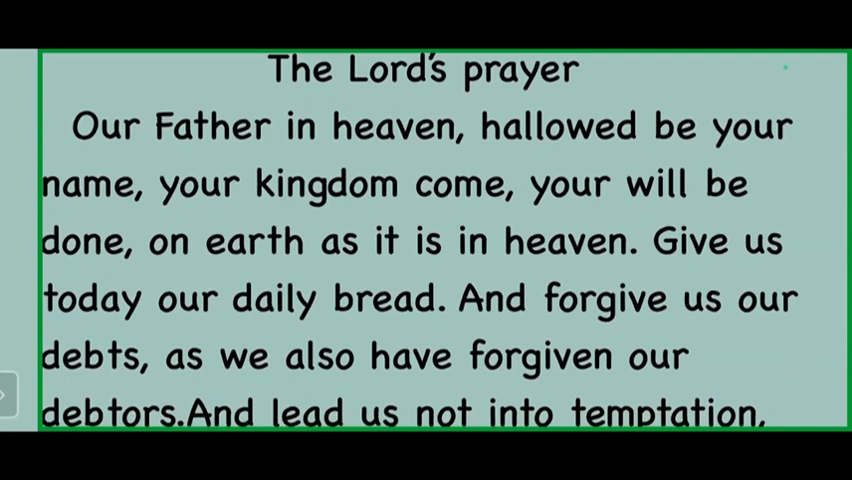 The Lord's prayer
Our Father in heaven, hallowed be your
name, your kingdom come, your will be
done, on earth as it is in heaven. Give us
today our daily bread. And forgive us our
debts, as we also have forgiven our
debtors.And lead us not into temptation,